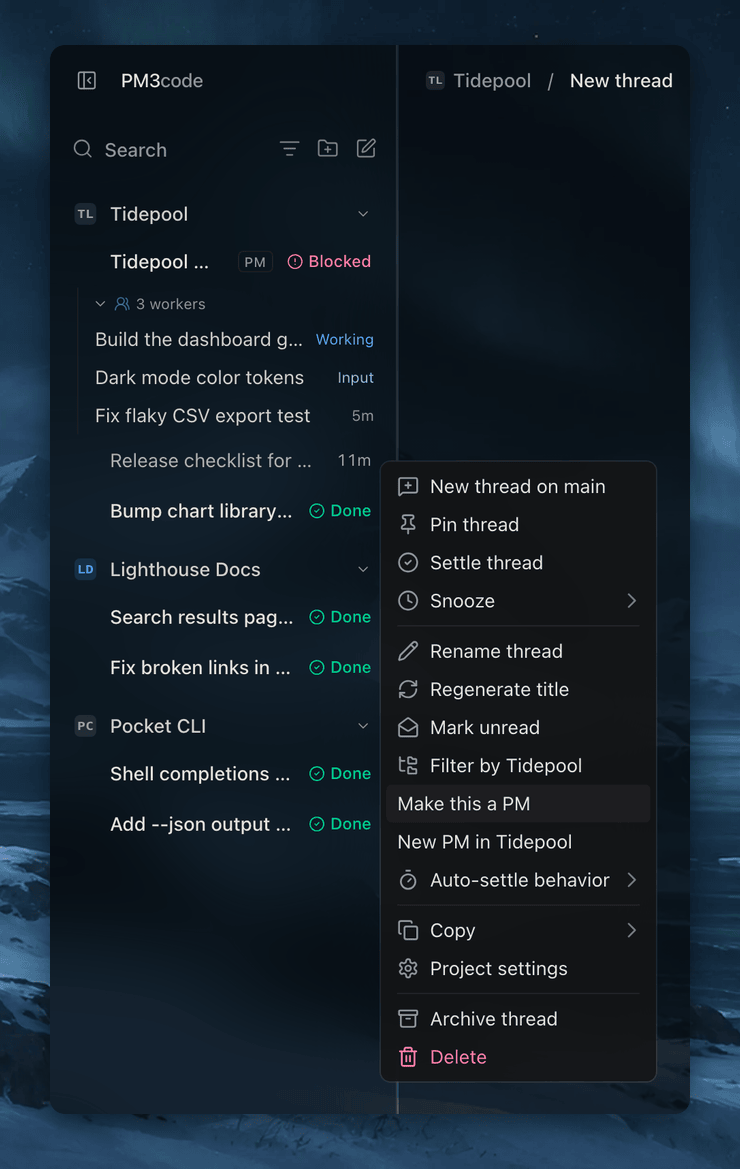 PM3code
TL Tidepool / New thread
Search
TL Tidepool
Tidepool ... PM Blocked
3 workers
Build the dashboard g... Working
Dark mode color tokens Input
Fix flaky CSV export test 5m
Release checklist for ... 11m
Bump chart library... Done
LD Lighthouse Docs
Search results pag... Done
Fix broken links in ... Done
PC Pocket CLI
Shell completions ... Done
Add --json output ... Done
New thread on main
Pin thread
Settle thread
Snooze
Rename thread
Regenerate title
Mark unread
Filter by Tidepool
Make this a PM
New PM in Tidepool
Auto-settle behavior
Copy
Project settings
Archive thread
Delete